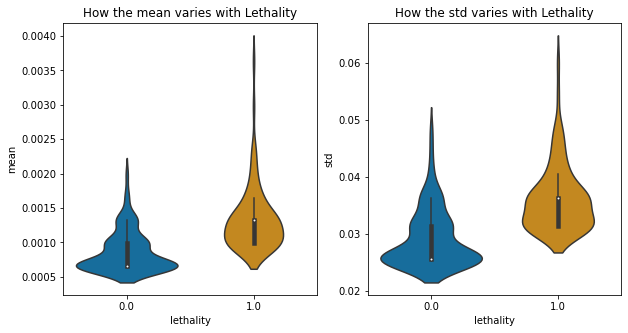 How the mean varies with Lethality
mean
0.0040
0.0035
0.0030
0.0025
0.0020
0.0015
0.0010
0.0005
0.0
1.0
lethality
How the std varies with Lethality
std
0.06
0.05
0.04
0.03
0.02
0.0
1.0
lethality